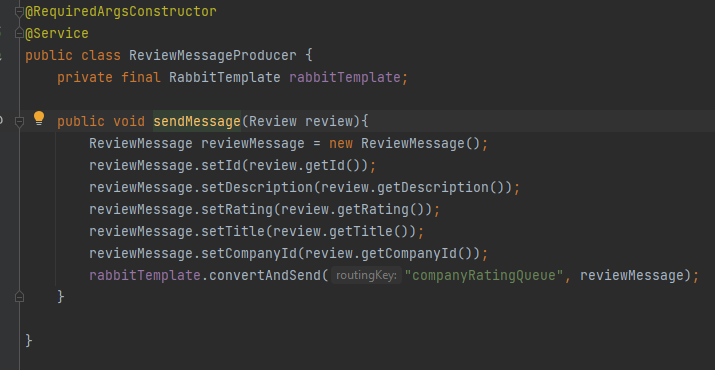 @RequiredArgsConstructor
@Service
public class ReviewMessageProducer {
    private final RabbitTemplate rabbitTemplate;
    public void sendMessage(Review review){
        ReviewMessage reviewMessage = new ReviewMessage();
        reviewMessage.setId(review.getId());
        reviewMessage.setDescription(review.getDescription());
        reviewMessage.setRating(review.getRating());
        reviewMessage.setTitle(review.getTitle());
        reviewMessage.setCompanyId(review.getCompanyId());
        rabbitTemplate.convertAndSend( routingKey: "companyRatingQueue", reviewMessage);
    }
}